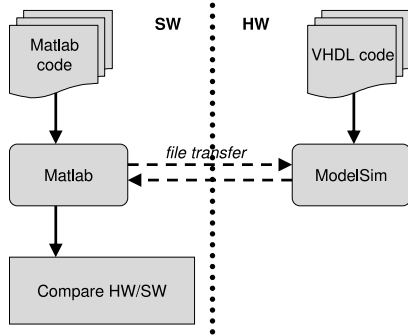 SW
HW
Matlab
code
VHDL code
file transfer
Matlab
ModelSim
Compare HW/SW